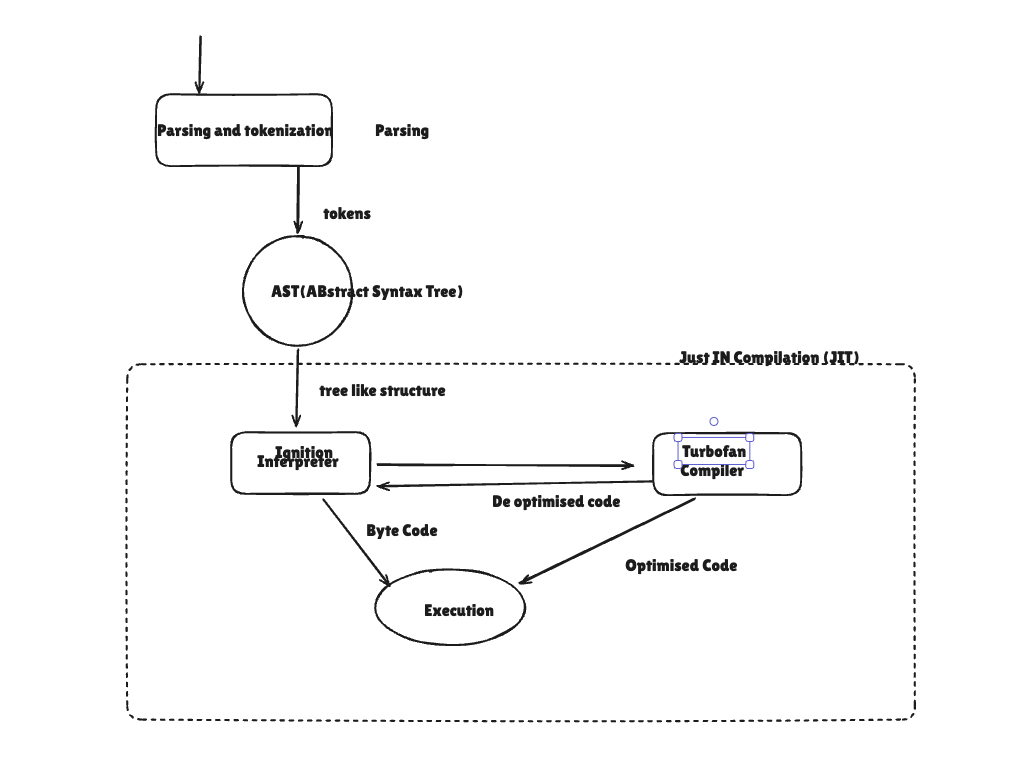 Parsing and tokenization
Parsing
tokens
AST(ABstract Syntax Tree)
Just IN Compilation (JIT)
tree like structure
Ignition
Interpreter
Turbofan
Compiler
De optimised code
Byte Code
Optimised Code
Execution